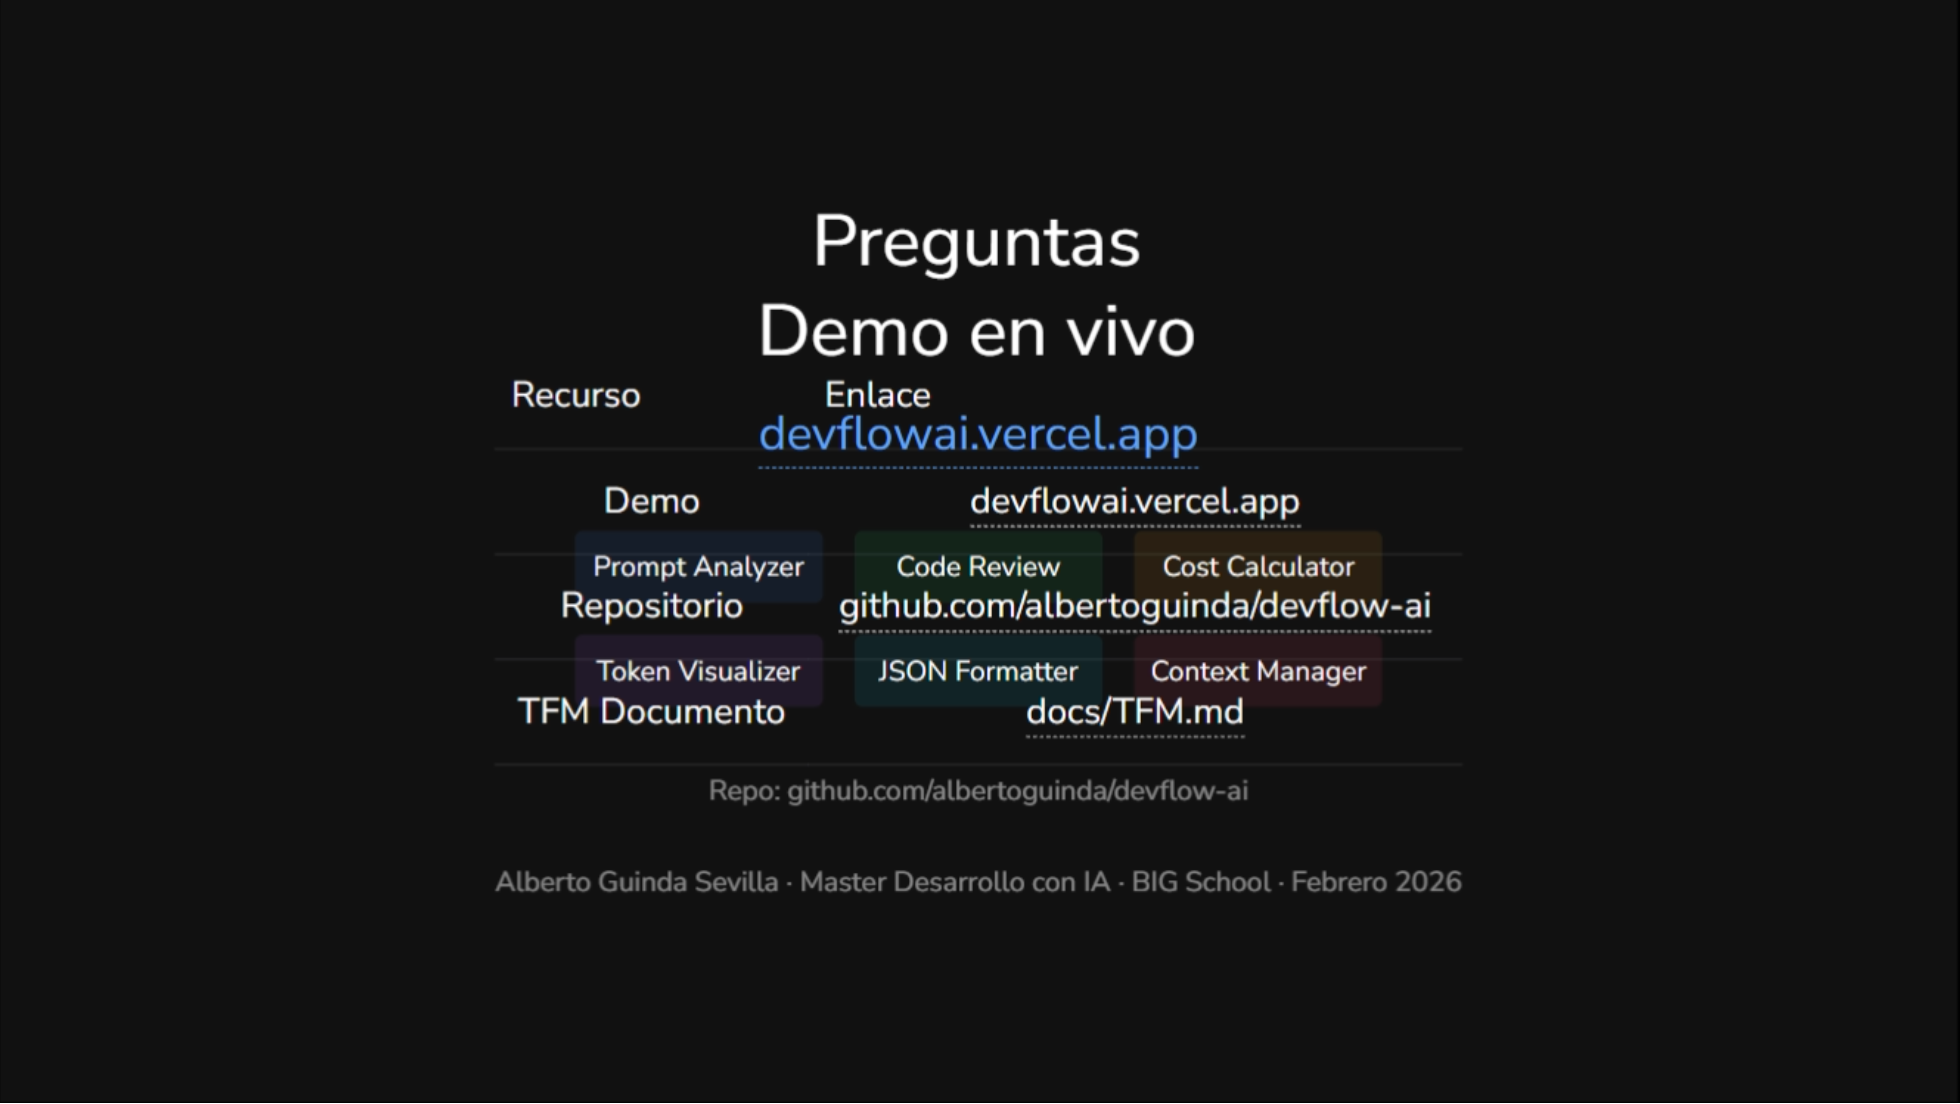 Preguntas
Demo en vivo
Recurso Enlace
devflowai.vercel.app
Demo devflowai.vercel.app
Prompt Analyzer Code Review Cost Calculator
Repositorio github.com/albertoguinda/devflow-ai
Token Visualizer JSON Formatter Context Manager
TFM Documento docs/TFM.md
Repo: github.com/albertoguinda/devflow-ai
Alberto Guinda Sevilla · Master Desarrollo con IA · BIG School · Febrero 2026